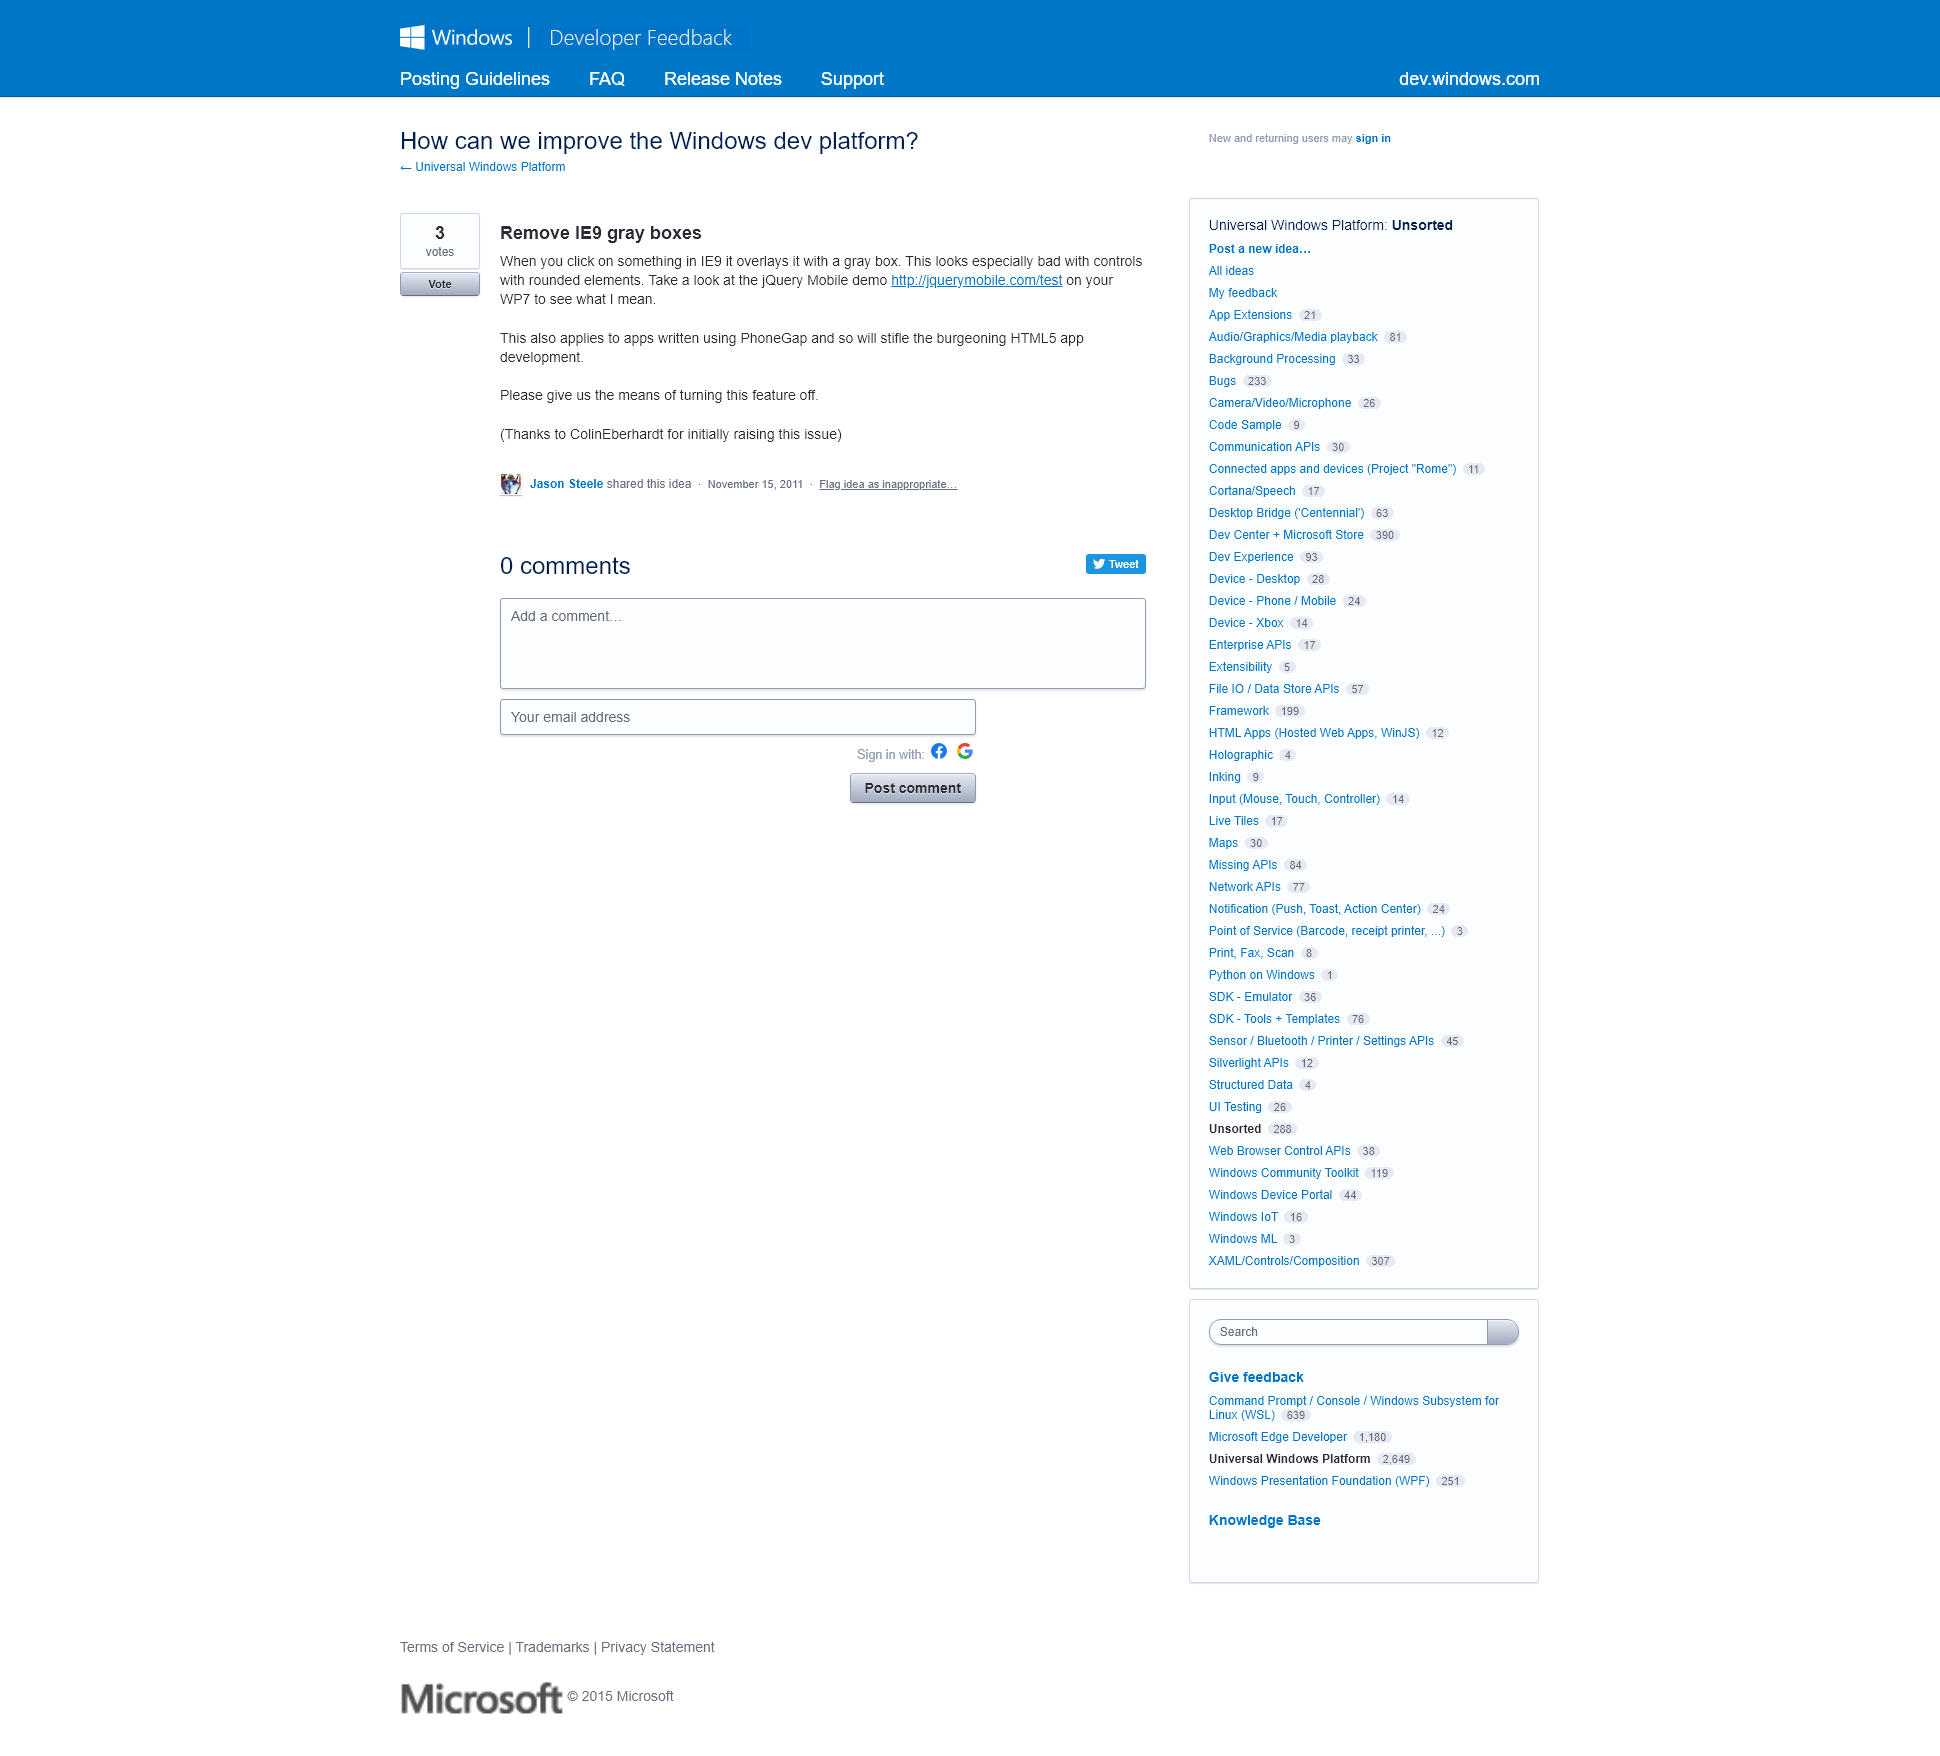 Windows | Developer Feedback
Posting Guidelines FAQ Release Notes Support dev.windows.com
How can we improve the Windows dev platform?
← Universal Windows Platform
New and returning users may sign in
3
votes
Vote
Remove IE9 gray boxes
When you click on something in IE9 it overlays it with a gray box. This looks especially bad with controls
with rounded elements. Take a look at the jQuery Mobile demo http://jquerymobile.com/test on your
WP7 to see what I mean.
This also applies to apps written using PhoneGap and so will stifle the burgeoning HTML5 app
development.
Please give us the means of turning this feature off.
(Thanks to ColinEberhardt for initially raising this issue)
Jason Steele shared this idea · November 15, 2011 · Flag idea as inappropriate…
0 comments
Tweet
Add a comment…
Your email address
Sign in with:
Post comment
Universal Windows Platform: Unsorted
Post a new idea…
All ideas
My feedback
App Extensions 21
Audio/Graphics/Media playback 81
Background Processing 33
Bugs 233
Camera/Video/Microphone 26
Code Sample 9
Communication APIs 30
Connected apps and devices (Project "Rome") 11
Cortana/Speech 17
Desktop Bridge ('Centennial') 63
Dev Center + Microsoft Store 390
Dev Experience 93
Device - Desktop 28
Device - Phone / Mobile 24
Device - Xbox 14
Enterprise APIs 17
Extensibility 5
File IO / Data Store APIs 57
Framework 199
HTML Apps (Hosted Web Apps, WinJS) 12
Holographic 4
Inking 9
Input (Mouse, Touch, Controller) 14
Live Tiles 17
Maps 30
Missing APIs 84
Network APIs 77
Notification (Push, Toast, Action Center) 24
Point of Service (Barcode, receipt printer, ...) 3
Print, Fax, Scan 8
Python on Windows 1
SDK - Emulator 36
SDK - Tools + Templates 76
Sensor / Bluetooth / Printer / Settings APIs 45
Silverlight APIs 12
Structured Data 4
UI Testing 26
Unsorted 288
Web Browser Control APIs 38
Windows Community Toolkit 119
Windows Device Portal 44
Windows IoT 16
Windows ML 3
XAML/Controls/Composition 307
Search
Give feedback
Command Prompt / Console / Windows Subsystem for
Linux (WSL) 639
Microsoft Edge Developer 1,180
Universal Windows Platform 2,649
Windows Presentation Foundation (WPF) 251
Knowledge Base
Terms of Service | Trademarks | Privacy Statement
Microsoft © 2015 Microsoft